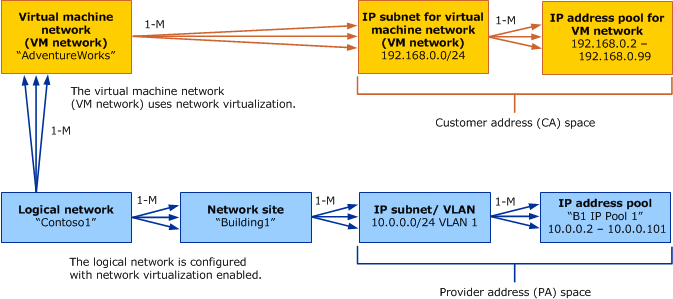 Virtual machine
network
(VM network)
“AdventureWorks”
1-M
IP subnet for virtual
machine network
(VM network)
192.168.0.0/24
1-M
IP address pool for
VM network
192.168.0.2 –
192.168.0.99
The virtual machine network
(VM network) uses network virtualization.
Customer address (CA) space
1-M
Logical network
“Contoso1”
1-M
Network site
“Building1”
1-M
IP subnet/ VLAN
10.0.0.0/24 VLAN 1
1-M
IP address pool
“B1 IP Pool 1”
10.0.0.2 – 10.0.0.101
The logical network is configured
with network virtualization enabled.
Provider address (PA) space